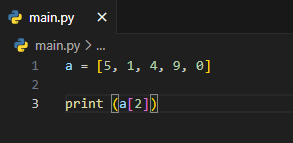 main.py
main.py > ...
1 a = [5, 1, 4, 9, 0]
2
3 print (a[2])